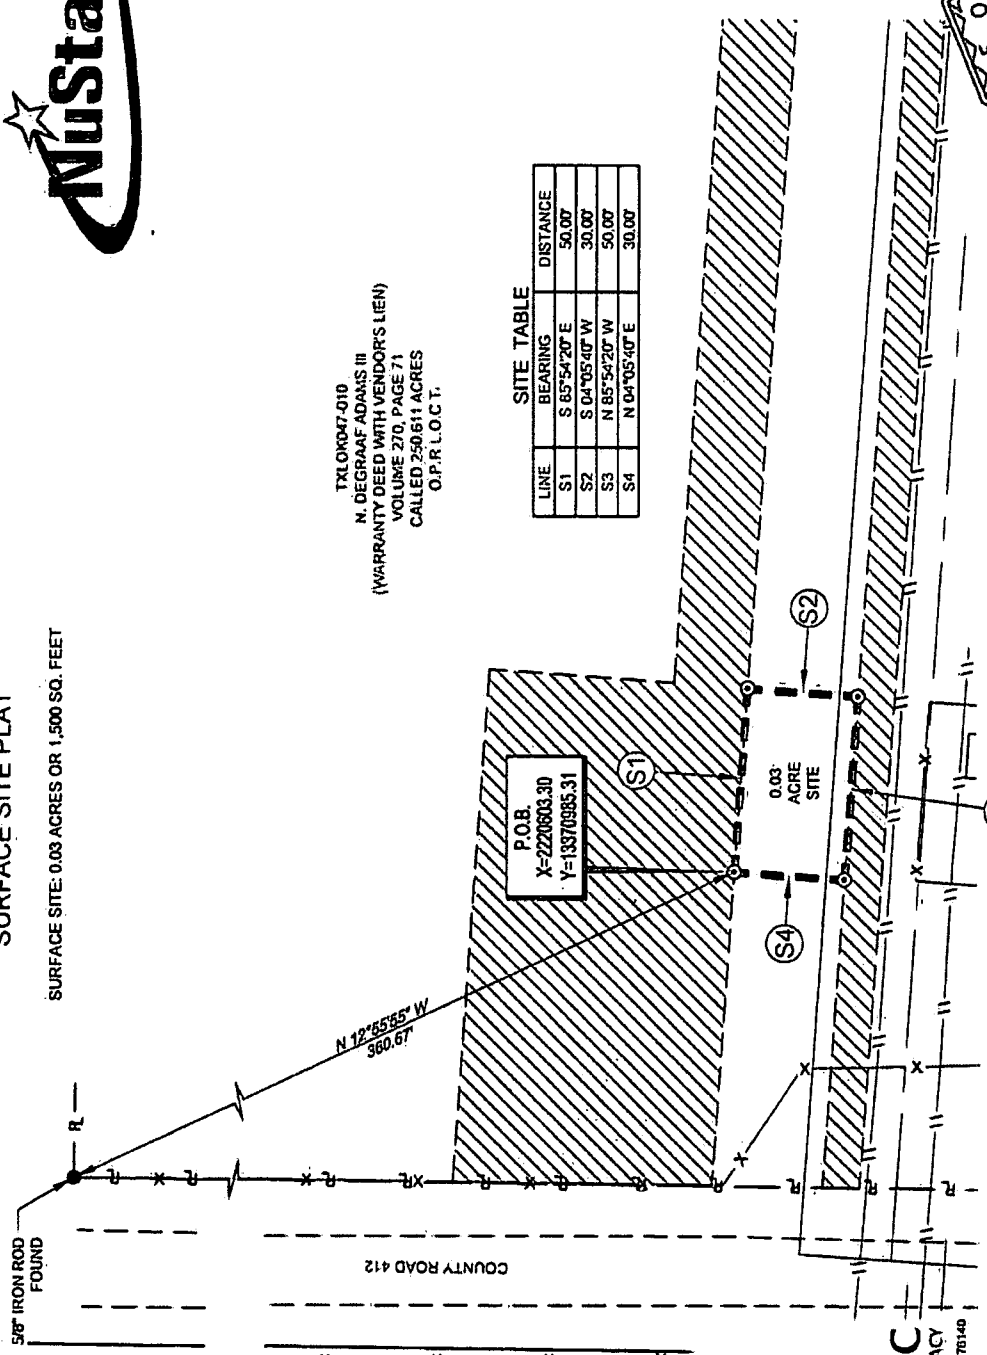 NuSta
SURFACE SITE PLAT
SURFACE SITE: 0.03 ACRES OR 1,500 SQ. FEET
5/8" IRON ROD
FOUND
PL
N 12°55'55" W
360.67'
TXLOK047-010
N. DEGRAAF ADAMS III
(WARRANTY DEED WITH VENDOR'S LIEN)
VOLUME 270, PAGE 71
CALLED 250.611 ACRES
O.P.R.L.O.C.T.
SITE TABLE
LINE BEARING DISTANCE
S1 S 85°54'20" E 50.00'
S2 S 04°05'40" W 30.00'
S3 N 85°54'20" W 50.00'
S4 N 04°05'40" E 30.00'
P.O.B.
X=2220603.30
Y=13370985.31
S1
S2
S4
0.03
ACRE
SITE
COUNTY ROAD 412
C
ACY
76140